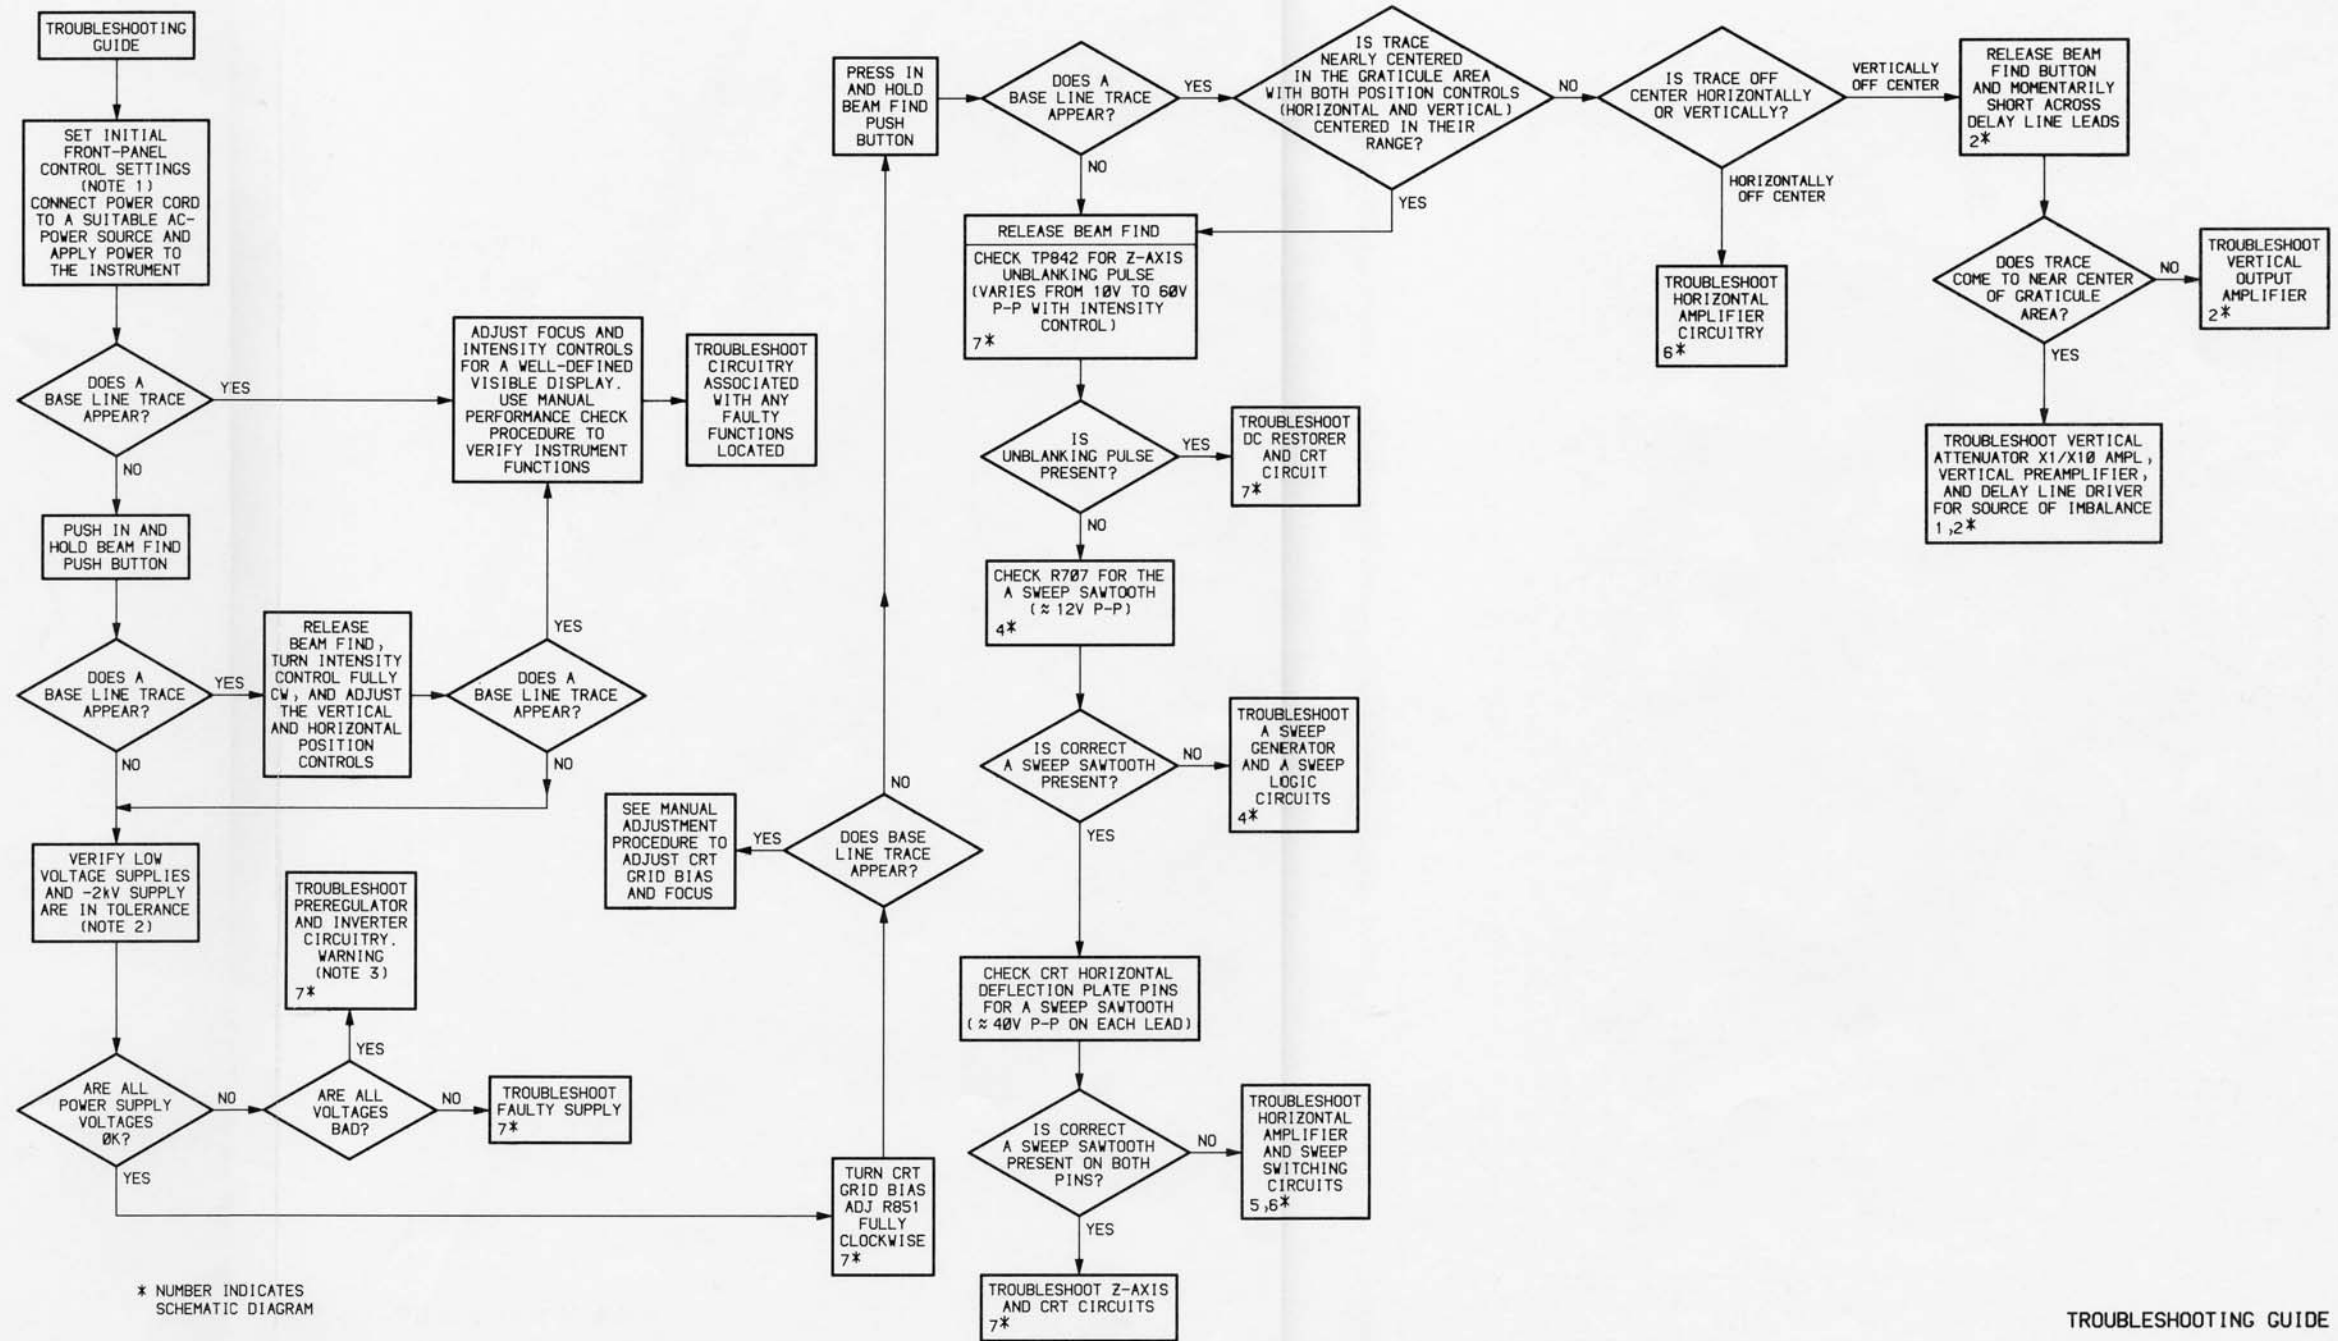 TROUBLESHOOTING
GUIDE
SET INITIAL
FRONT-PANEL
CONTROL SETTINGS
(NOTE 1)
CONNECT POWER CORD
TO A SUITABLE AC-
POWER SOURCE AND
APPLY POWER TO
THE INSTRUMENT
DOES A
BASE LINE TRACE
APPEAR?
YES
NO
ADJUST FOCUS AND
INTENSITY CONTROLS
FOR A WELL-DEFINED
VISIBLE DISPLAY.
USE MANUAL
PERFORMANCE CHECK
PROCEDURE TO
VERIFY INSTRUMENT
FUNCTIONS
TROUBLESHOOT
CIRCUITRY
ASSOCIATED
WITH ANY
FAULTY
FUNCTIONS
LOCATED
PUSH IN AND
HOLD BEAM FIND
PUSH BUTTON
DOES A
BASE LINE TRACE
APPEAR?
YES
NO
RELEASE
BEAM FIND,
TURN INTENSITY
CONTROL FULLY
CW, AND ADJUST
THE VERTICAL
AND HORIZONTAL
POSITION
CONTROLS
DOES A
BASE LINE TRACE
APPEAR?
YES
NO
VERIFY LOW
VOLTAGE SUPPLIES
AND -2kV SUPPLY
ARE IN TOLERANCE
(NOTE 2)
ARE ALL
POWER SUPPLY
VOLTAGES
ØK?
NO
YES
ARE ALL
VOLTAGES
BAD?
YES
NO
TROUBLESHOOT
PREREGULATOR
AND INVERTER
CIRCUITRY.
WARNING
(NOTE 3)
7*
TROUBLESHOOT
FAULTY SUPPLY
7*
TURN CRT
GRID BIAS
ADJ R851
FULLY
CLOCKWISE
7*
DOES BASE
LINE TRACE
APPEAR?
YES
NO
SEE MANUAL
ADJUSTMENT
PROCEDURE TO
ADJUST CRT
GRID BIAS
AND FOCUS
PRESS IN
AND HOLD
BEAM FIND
PUSH
BUTTON
DOES A
BASE LINE TRACE
APPEAR?
YES
NO
IS TRACE
NEARLY CENTERED
IN THE GRATICULE AREA
WITH BOTH POSITION CONTROLS
(HORIZONTAL AND VERTICAL)
CENTERED IN THEIR
RANGE?
NO
YES
IS TRACE OFF
CENTER HORIZONTALLY
OR VERTICALLY?
VERTICALLY
OFF CENTER
HORIZONTALLY
OFF CENTER
RELEASE BEAM
FIND BUTTON
AND MOMENTARILY
SHORT ACROSS
DELAY LINE LEADS
2*
TROUBLESHOOT
HORIZONTAL
AMPLIFIER
CIRCUITRY
6*
DOES TRACE
COME TO NEAR CENTER
OF GRATICULE
AREA?
NO
YES
TROUBLESHOOT
VERTICAL
OUTPUT
AMPLIFIER
2*
TROUBLESHOOT VERTICAL
ATTENUATOR X1/X1Ø AMPL,
VERTICAL PREAMPLIFIER,
AND DELAY LINE DRIVER
FOR SOURCE OF IMBALANCE
1,2*
RELEASE BEAM FIND
CHECK TP842 FOR Z-AXIS
UNBLANKING PULSE
(VARIES FROM 1ØV TO 6ØV
P-P WITH INTENSITY
CONTROL)
7*
IS
UNBLANKING PULSE
PRESENT?
YES
NO
TROUBLESHOOT
DC RESTORER
AND CRT
CIRCUIT
7*
CHECK R7Ø7 FOR THE
A SWEEP SAWTOOTH
(≈12V P-P)
4*
IS CORRECT
A SWEEP SAWTOOTH
PRESENT?
NO
YES
TROUBLESHOOT
A SWEEP
GENERATOR
AND A SWEEP
LOGIC
CIRCUITS
4*
CHECK CRT HORIZONTAL
DEFLECTION PLATE PINS
FOR A SWEEP SAWTOOTH
(≈4ØV P-P ON EACH LEAD)
IS CORRECT
A SWEEP SAWTOOTH
PRESENT ON BOTH
PINS?
NO
YES
TROUBLESHOOT
HORIZONTAL
AMPLIFIER
AND SWEEP
SWITCHING
CIRCUITS
5,6*
TROUBLESHOOT Z-AXIS
AND CRT CIRCUITS
7*
* NUMBER INDICATES
SCHEMATIC DIAGRAM
TROUBLESHOOTING GUIDE